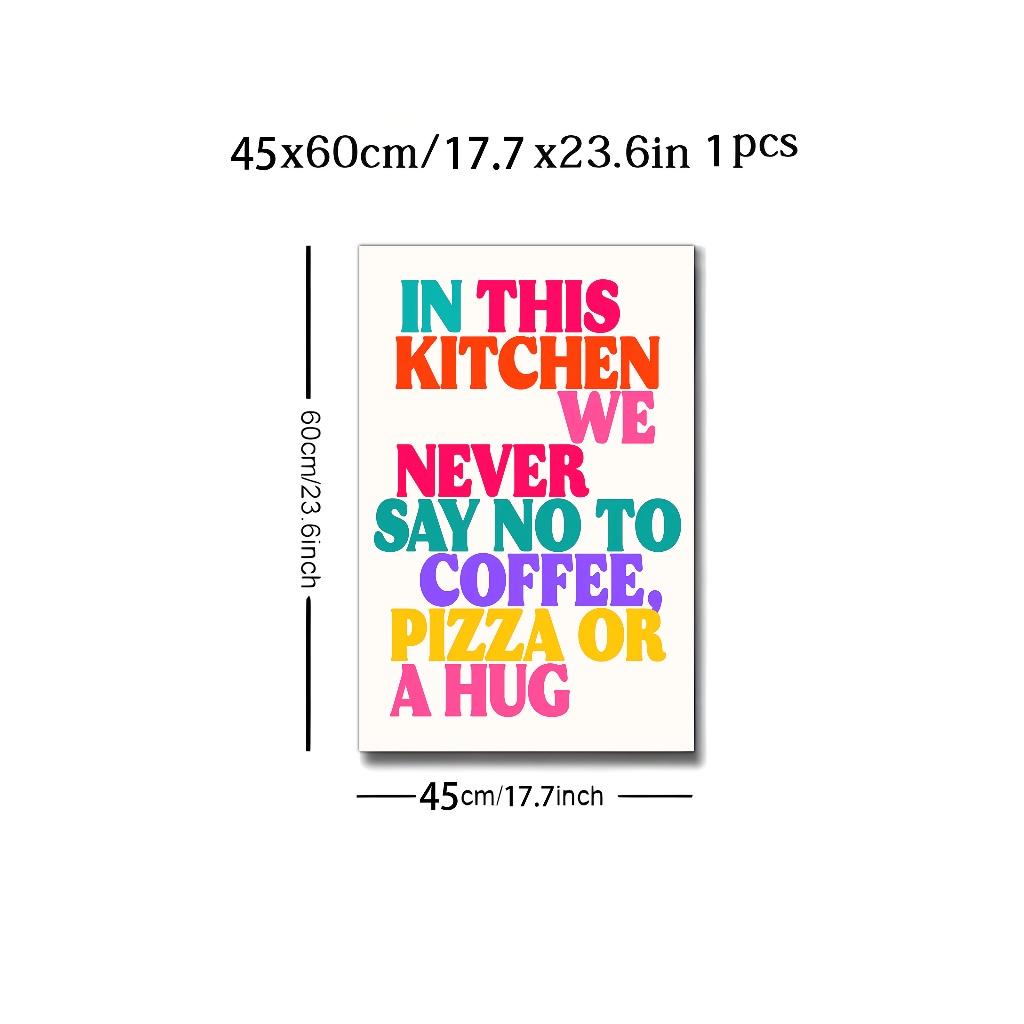 45x60cm/17.7 x23.6in 1pcs
IN THIS
KITCHEN
WE
NEVER
SAY NO TO
COFFEE,
PIZZA OR
A HUG
60cm/23.6inch
45cm/17.7inch